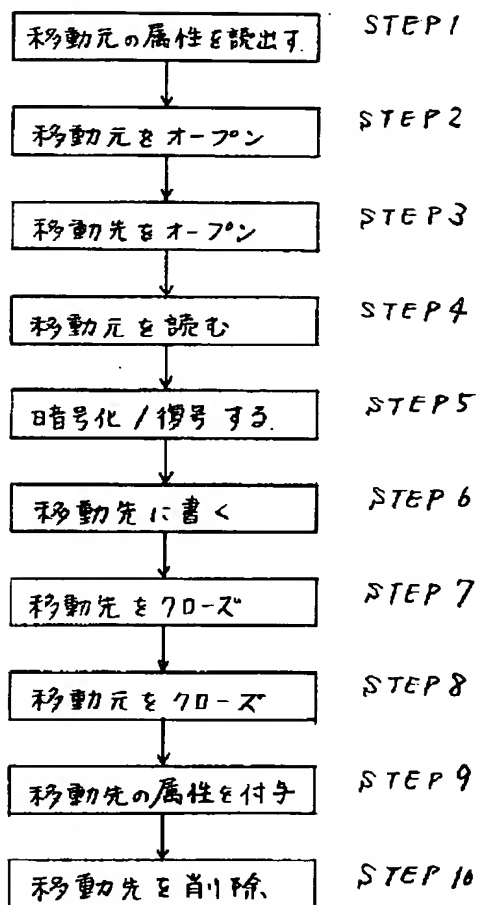 移動元の属性を読出す. STEP1
移動元をオープン STEP2
移動先をオープン STEP3
移動元を読む STEP4
暗号化/復号する. STEP5
移動先に書く STEP6
移動先をクローズ STEP7
移動元をクローズ STEP8
移動先の属性を付与 STEP9
移動先を削除、 STEP10